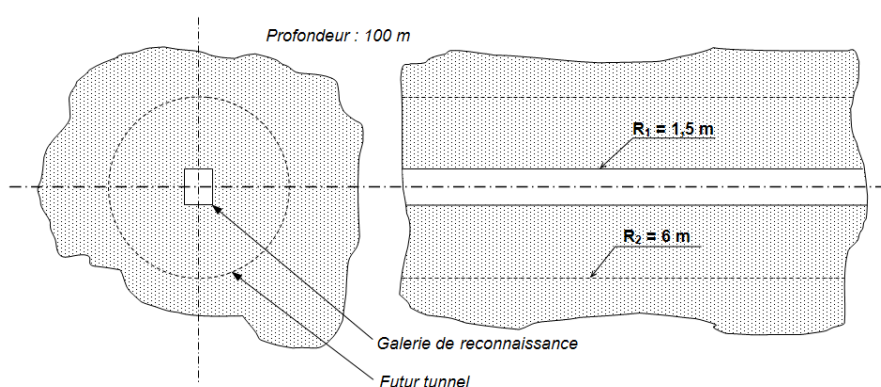 Profondeur : 100 m
R₁ = 1,5 m
R₂ = 6 m
Galerie de reconnaissance
Futur tunnel